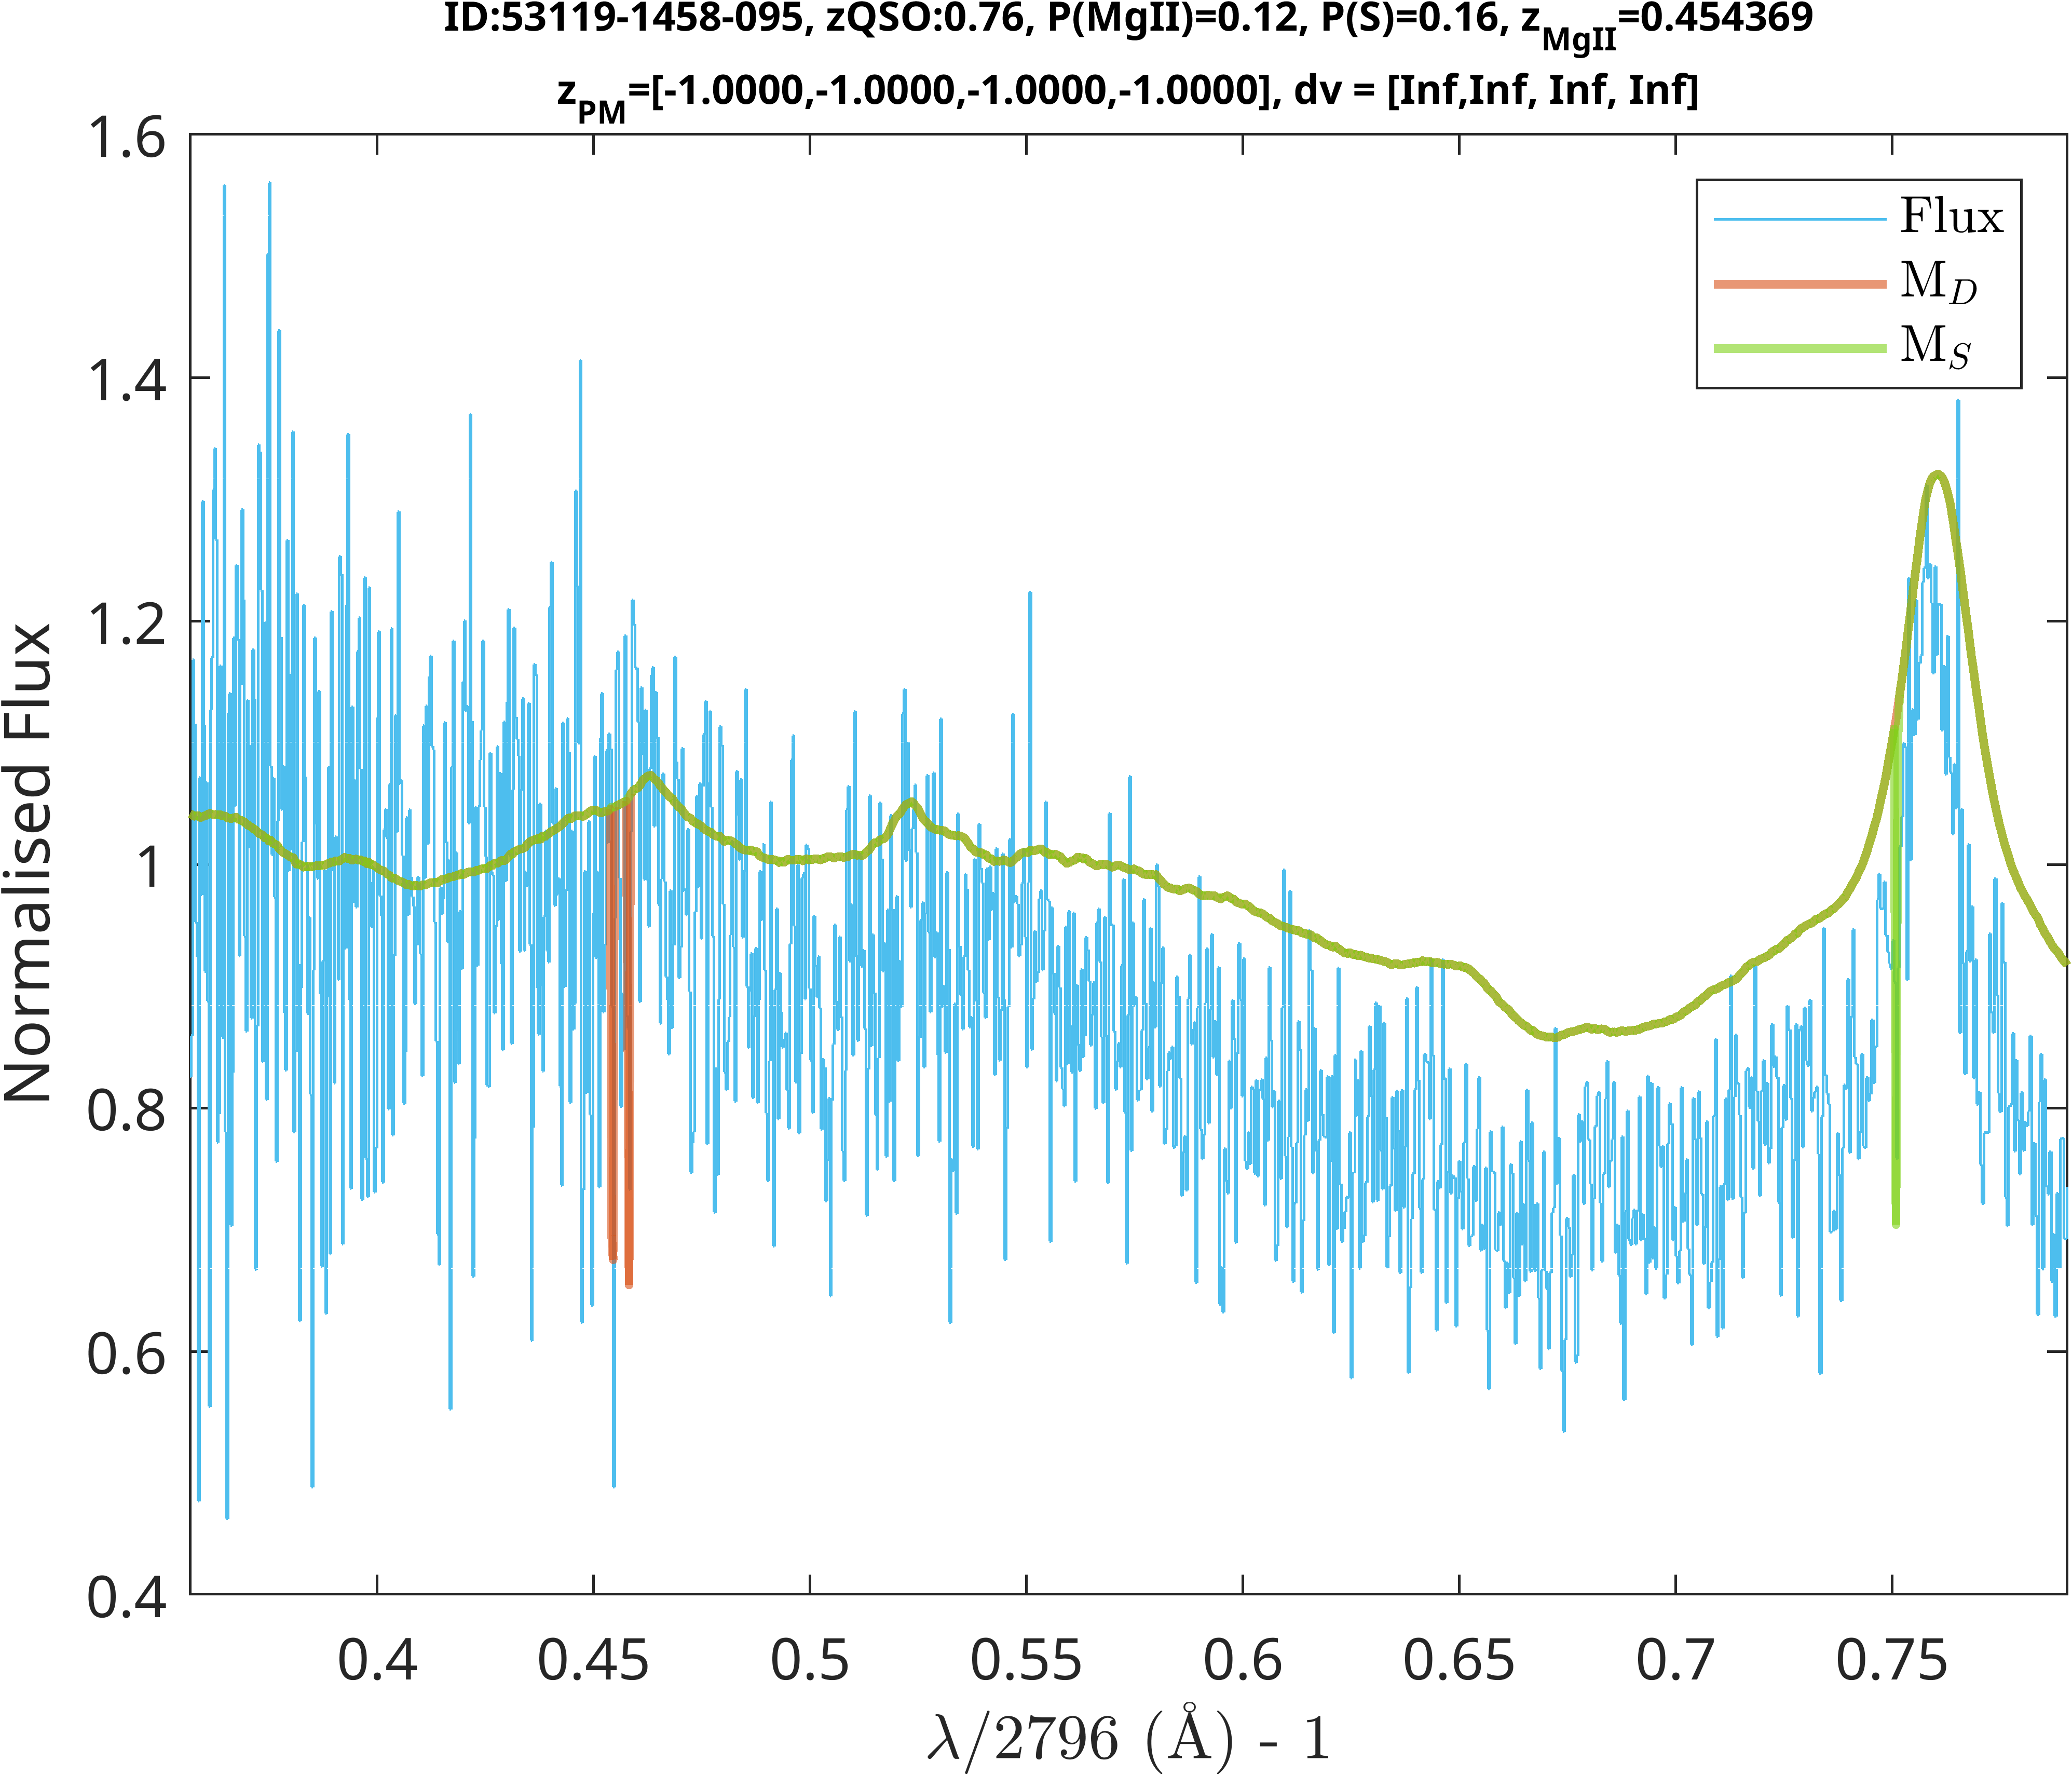 ID:53119-1458-095, zQSO:0.76, P(MgII)=0.12, P(S)=0.16, zMgII=0.454369
zPM=[-1.0000,-1.0000,-1.0000,-1.0000], dv = [Inf,Inf, Inf, Inf]
1.6
1.4
1.2
1
0.8
0.6
0.4
Normalised Flux
Flux
MD
MS
0.4 0.45 0.5 0.55 0.6 0.65 0.7 0.75
λ/2796 (Å) - 1